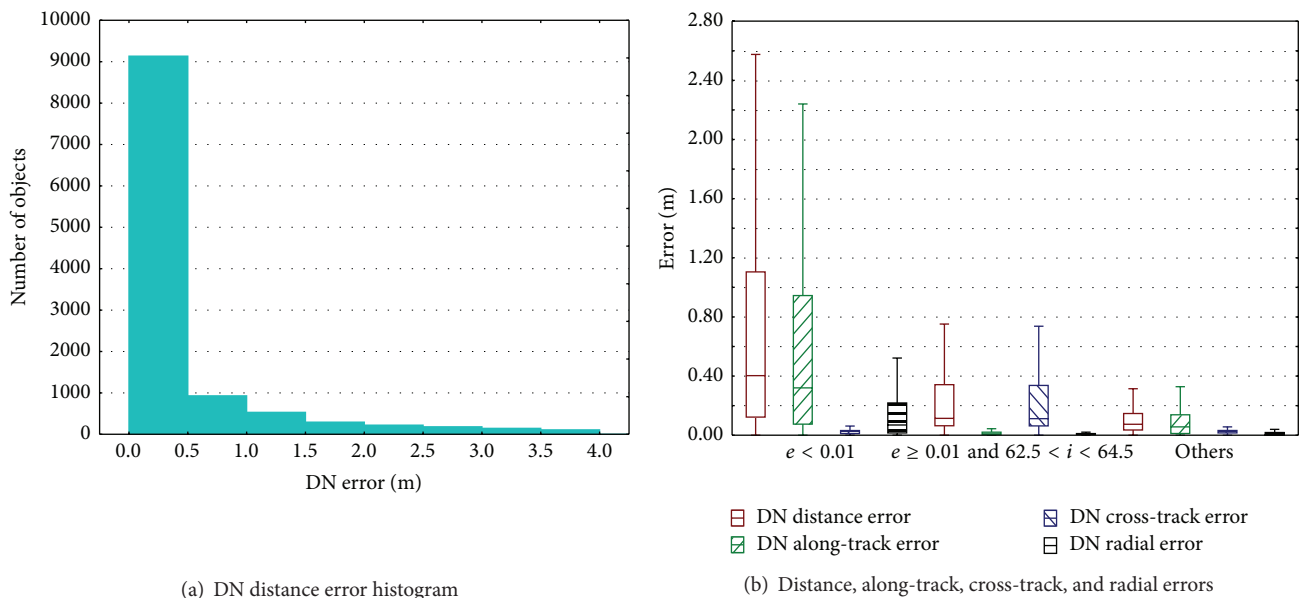 10000
9000
8000
7000
6000
5000
4000
3000
2000
1000
0
Number of objects
0.0 0.5 1.0 1.5 2.0 2.5 3.0 3.5 4.0
DN error (m)
(a) DN distance error histogram
2.80
2.40
2.00
1.60
1.20
0.80
0.40
0.00
Error (m)
e < 0.01 e ≥ 0.01 and 62.5 < i < 64.5 Others
DN distance error DN cross-track error
DN along-track error DN radial error
(b) Distance, along-track, cross-track, and radial errors